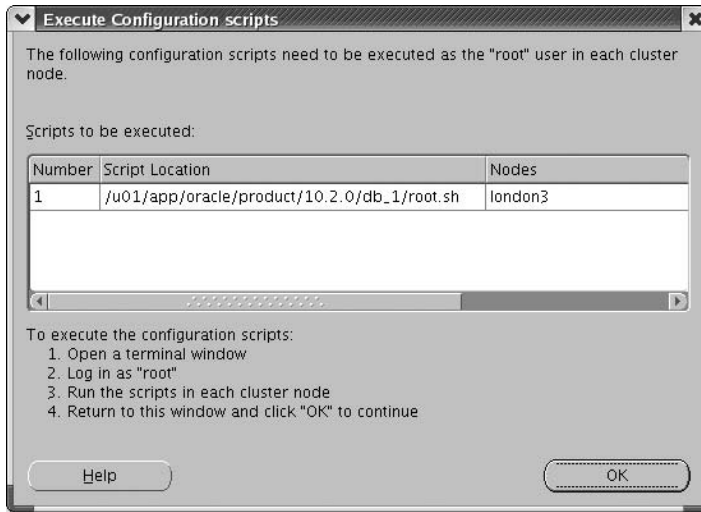 Execute Configuration scripts
The following configuration scripts need to be executed as the "root" user in each cluster
node.
Scripts to be executed:
Number Script Location Nodes
1 /u01/app/oracle/product/10.2.0/db_1/root.sh london3
To execute the configuration scripts:
1. Open a terminal window
2. Log in as "root"
3. Run the scripts in each cluster node
4. Return to this window and click "OK" to continue
Help OK